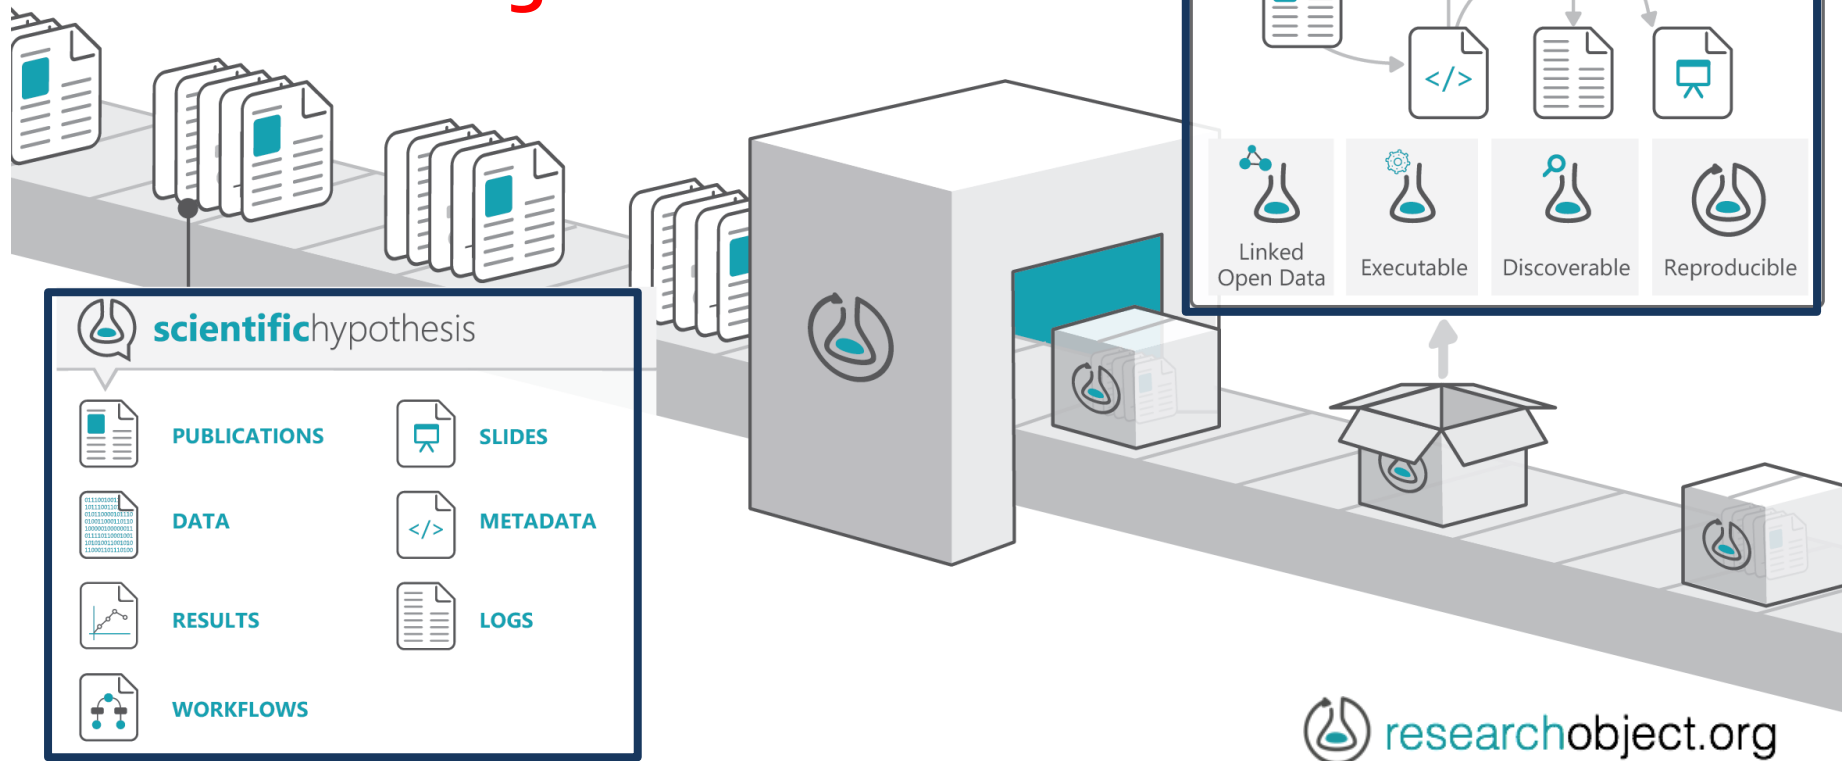 g
</>
Linked
Open Data
Executable
Discoverable
Reproducible
scientifichypothesis
PUBLICATIONS
SLIDES
DATA
</>
METADATA
RESULTS
LOGS
WORKFLOWS
researchobject.org